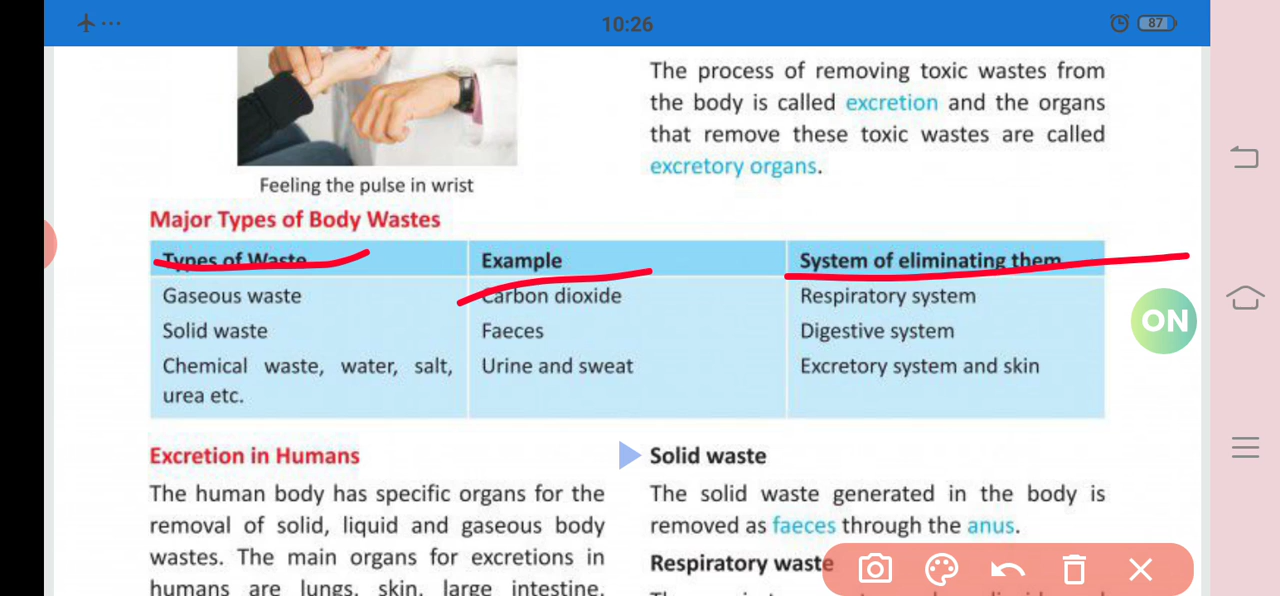 10:26
87
The process of removing toxic wastes from
the body is called excretion and the organs
that remove these toxic wastes are called
excretory organs.
Feeling the pulse in wrist
Major Types of Body Wastes
Types of Waste Example System of eliminating them
Gaseous waste Carbon dioxide Respiratory system
Solid waste Faeces Digestive system
Chemical waste, water, salt, Urine and sweat Excretory system and skin
urea etc.
ON
Excretion in Humans
The human body has specific organs for the
removal of solid, liquid and gaseous body
wastes. The main organs for excretions in
humans are lungs, skin, large intestine,
Solid waste
The solid waste generated in the body is
removed as faeces through the anus.
Respiratory waste